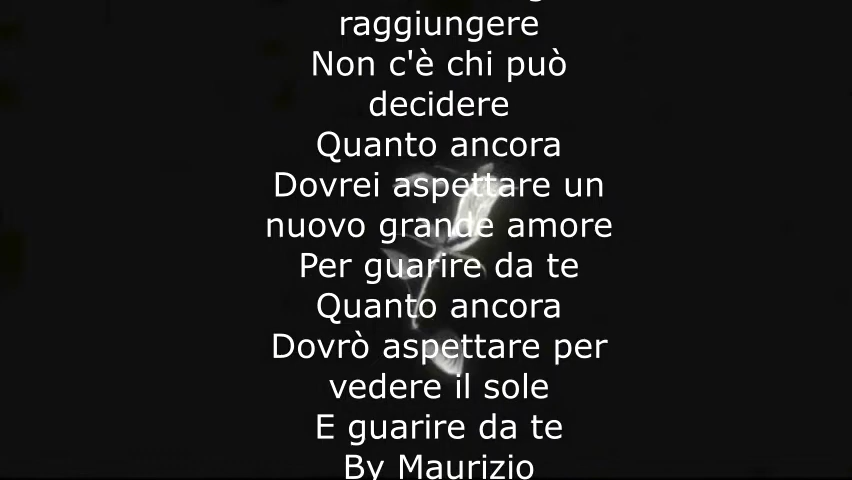 raggiungere
Non c'è chi può
decidere
Quanto ancora
Dovrei aspettare un
nuovo grande amore
Per guarire da te
Quanto ancora
Dovrò aspettare per
vedere il sole
E guarire da te
By Maurizio